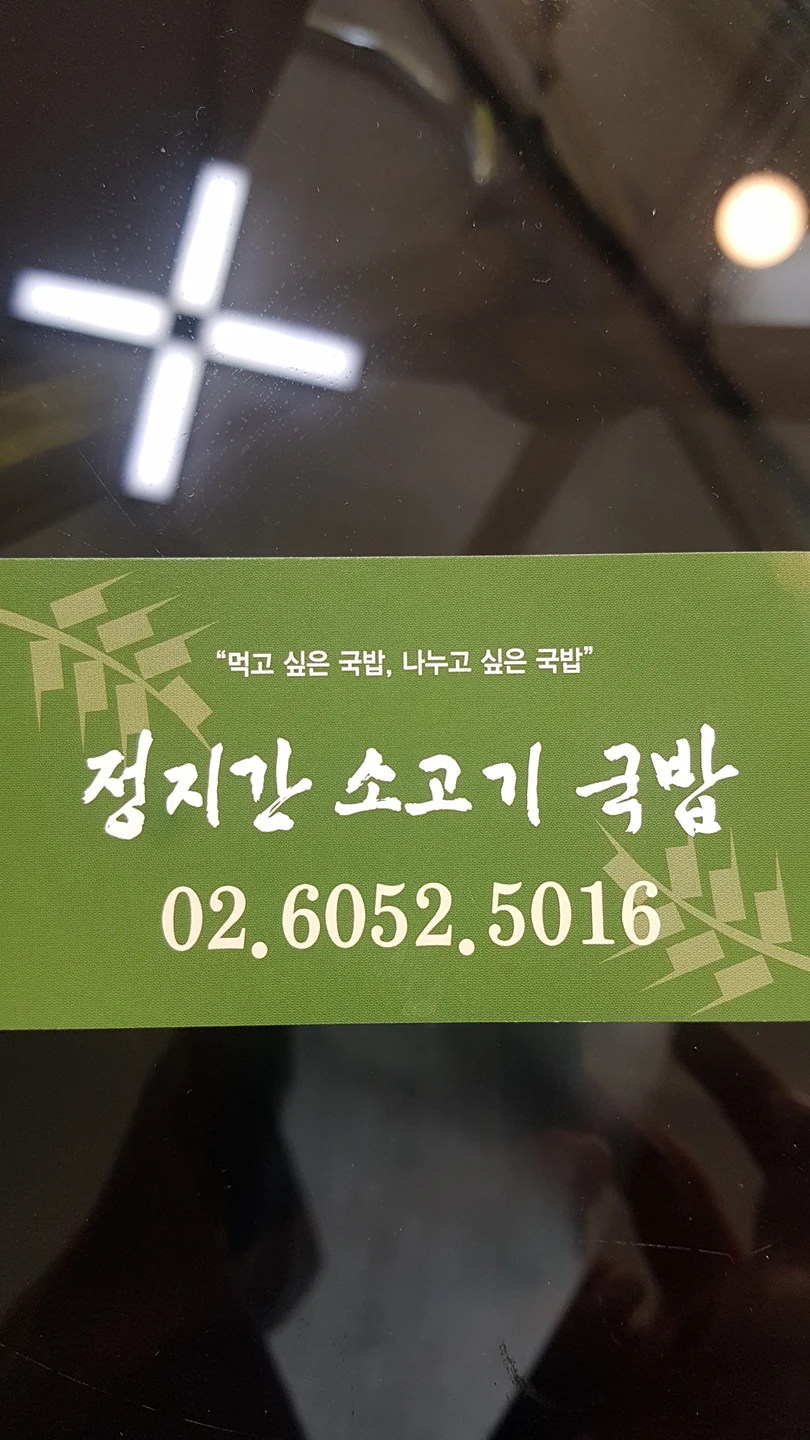 “먹고 싶은 국밥, 나누고 싶은 국밥”
정지간 소고기 국밥
02.6052.5016